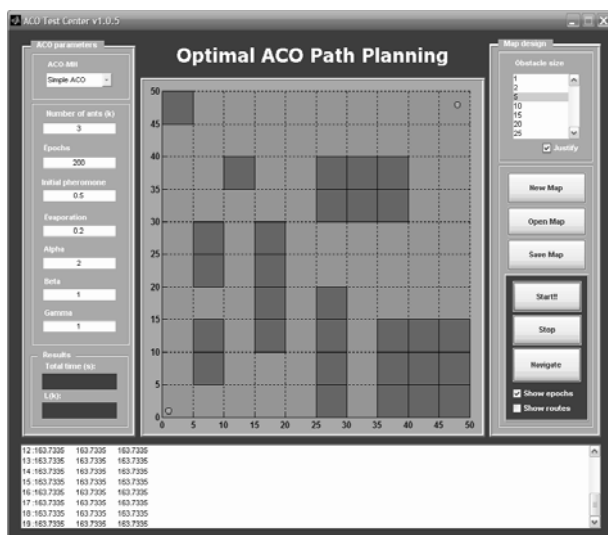 ACO Test Center v1.0.5
ACO parameters
ACO-MH
Simple ACO
Number of ants (k)
3
Epochs
200
Initial pheromone
0.5
Evaporation
0.2
Alpha
2
Beta
1
Gamma
1
Results
Total time (s):
L(k):
Optimal ACO Path Planning
50
45
40
35
30
25
20
15
10
5
0
0 5 10 15 20 25 30 35 40 45 50
Map design
Obstacle size
1
2
5
10
15
20
25
Justify
New Map
Open Map
Save Map
Start!!
Stop
Navigate
Show epochs
Show routes
12:163.7335 163.7335 163.7335
13:163.7335 163.7335 163.7335
14:163.7335 163.7335 163.7335
15:163.7335 163.7335 163.7335
16:163.7335 163.7335 163.7335
17:163.7335 163.7335 163.7335
18:163.7335 163.7335 163.7335
19:163.7335 163.7335 163.7335